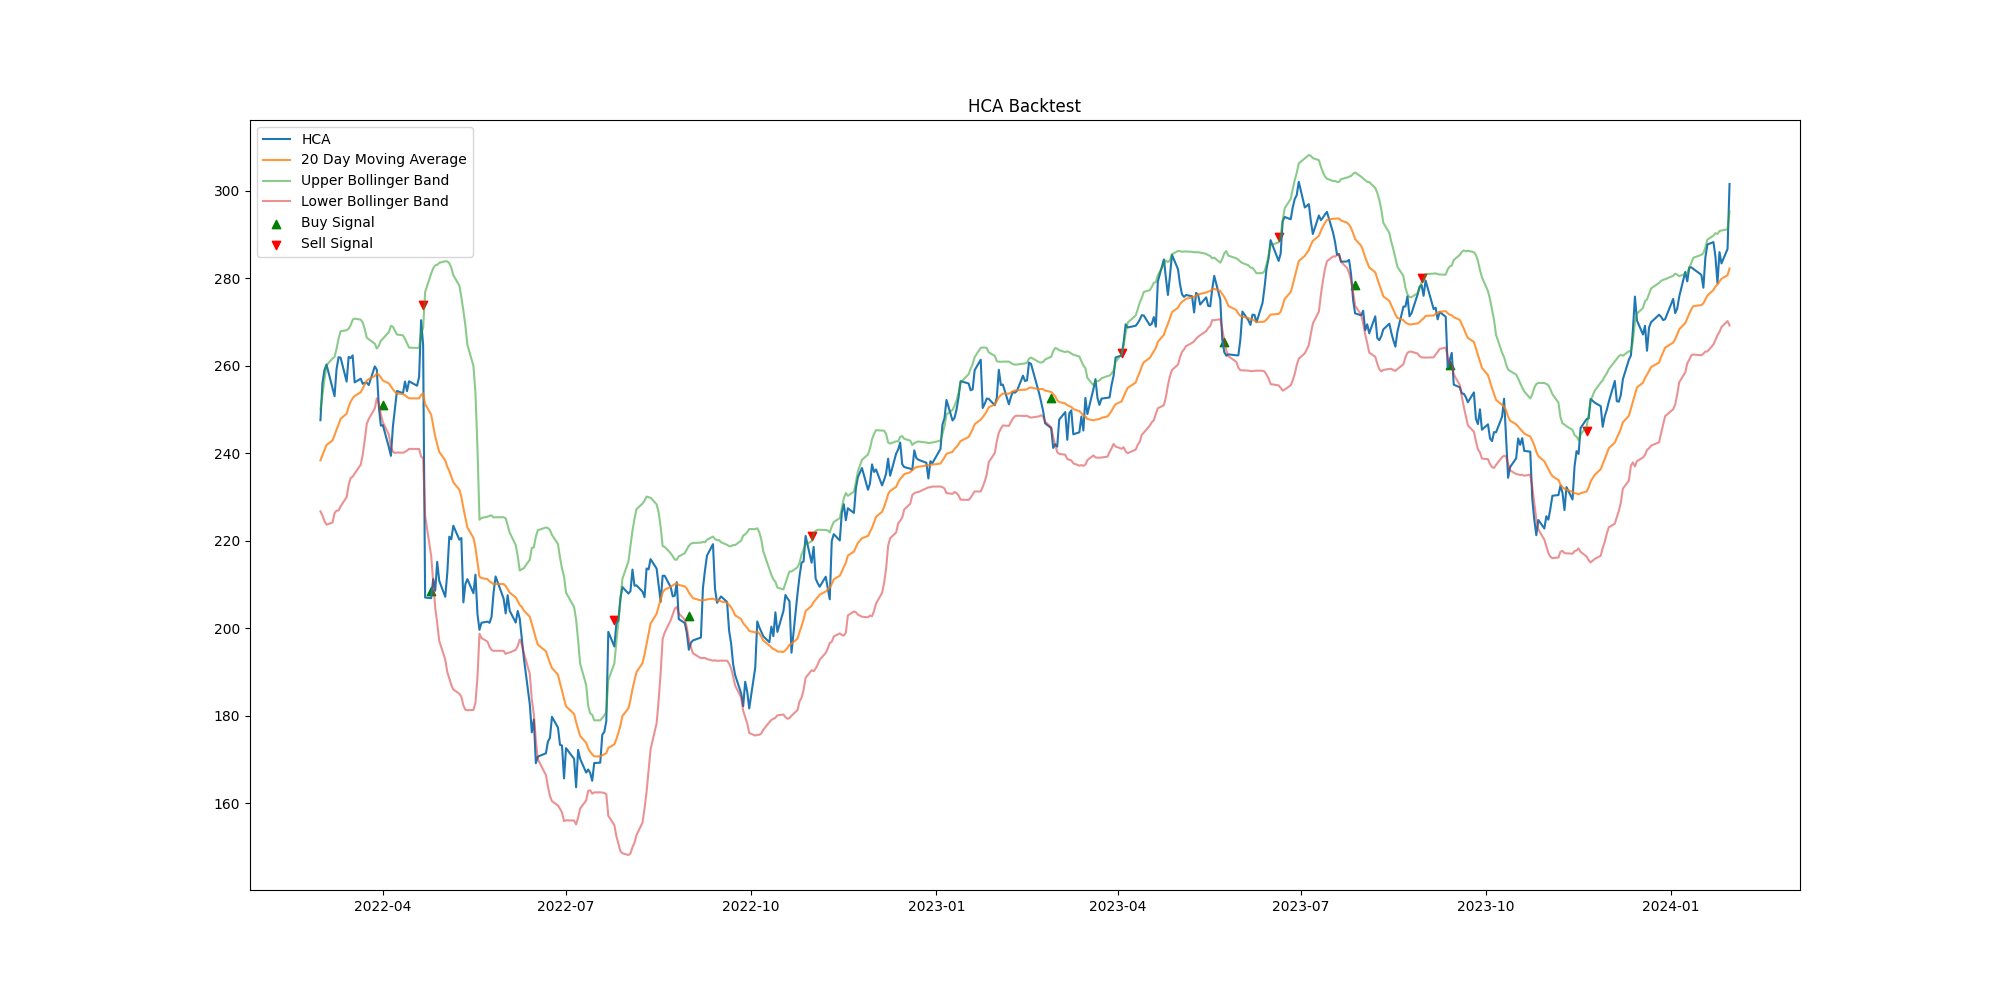 HCA Backtest
HCA
20 Day Moving Average
Upper Bollinger Band
Lower Bollinger Band
Buy Signal
Sell Signal
300
280
260
240
220
200
180
160
2022-04 2022-07 2022-10 2023-01 2023-04 2023-07 2023-10 2024-01